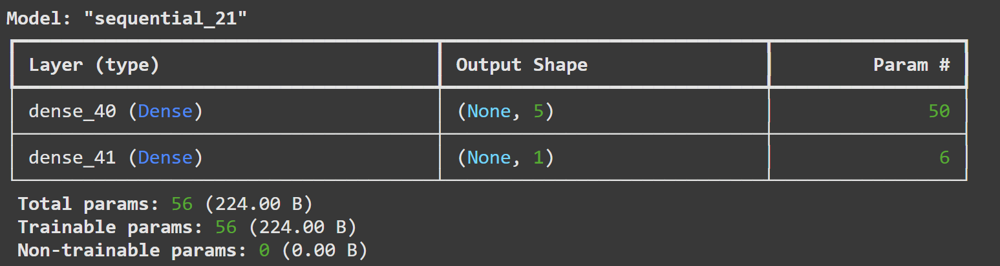 Model: "sequential_21"
Layer (type) Output Shape Param #
dense_40 (Dense) (None, 5) 50
dense_41 (Dense) (None, 1) 6
Total params: 56 (224.00 B)
Trainable params: 56 (224.00 B)
Non-trainable params: 0 (0.00 B)